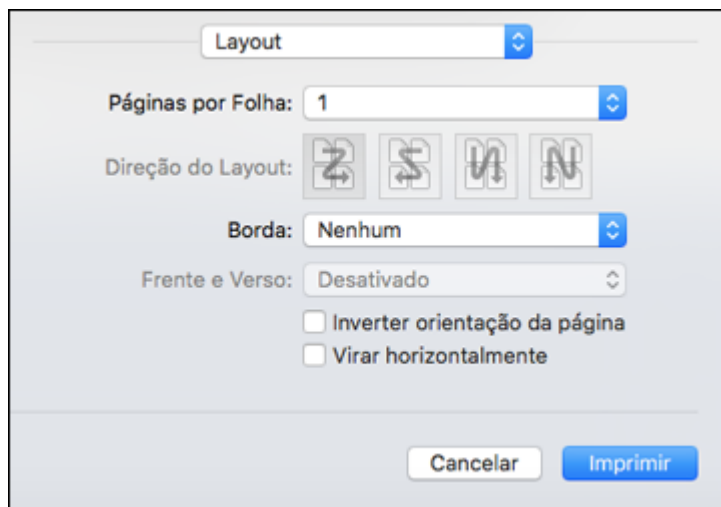 Layout
Páginas por Folha: 1
Direção do Layout:
Borda: Nenhum
Frente e Verso: Desativado
Inverter orientação da página
Virar horizontalmente
Cancelar Imprimir